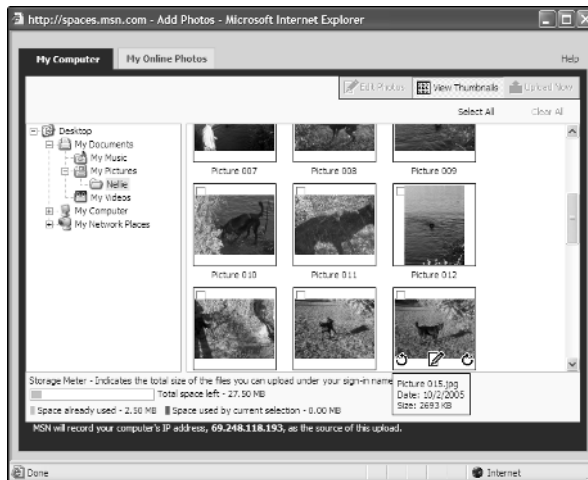 http://spaces.msn.com - Add Photos - Microsoft Internet Explorer
My Computer
My Online Photos
Help
Edit Photos
View Thumbnails
Upload Now
Select All
Clear All
Desktop
My Documents
My Music
My Pictures
Nellie
My Videos
My Computer
My Network Places
Picture 007
Picture 008
Picture 009
Picture 010
Picture 011
Picture 012
Picture 015.jpg
Date: 10/2/2005
Size: 2693 KB
Storage Meter - Indicates the total size of the files you can upload under your sign-in name
Total space left - 27.50 MB
Space already used - 2.50 MB
Space used by current selection - 0.00 MB
MSN will record your computer's IP address, 69.248.118.193, as the source of this upload.
Done
Internet